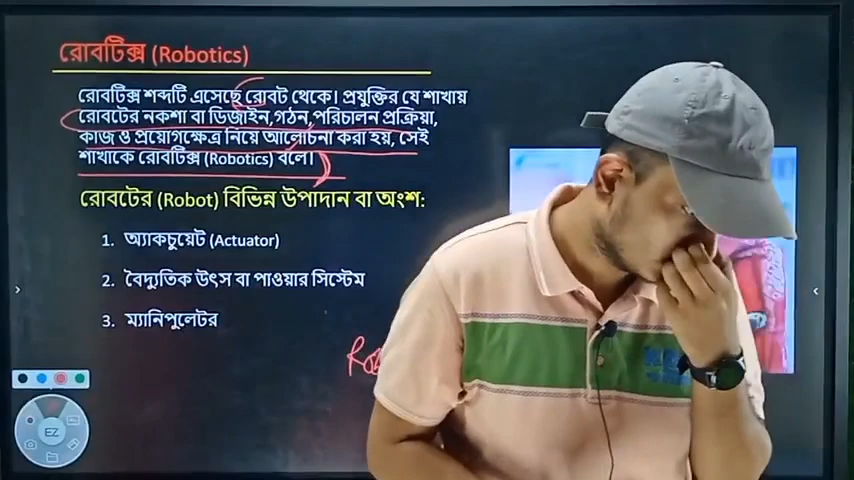 রোবটিক্স (Robotics)
রোবটিক্স শব্দটি এসেছে রোবট থেকে। প্রযুক্তির যে শাখায়
রোবটের নকশা বা ডিজাইন,গঠন,পরিচালন প্রক্রিয়া,
কাজ ও প্রয়োগক্ষেত্র নিয়ে আলোচনা করা হয়, সেই
শাখাকে রোবটিক্স (Robotics) বলে।
রোবটের (Robot) বিভিন্ন উপাদান বা অংশ:
1. অ্যাকচুয়েট (Actuator)
2. বৈদ্যুতিক উৎস বা পাওয়ার সিস্টেম
3. ম্যানিপুলেটর
EZ